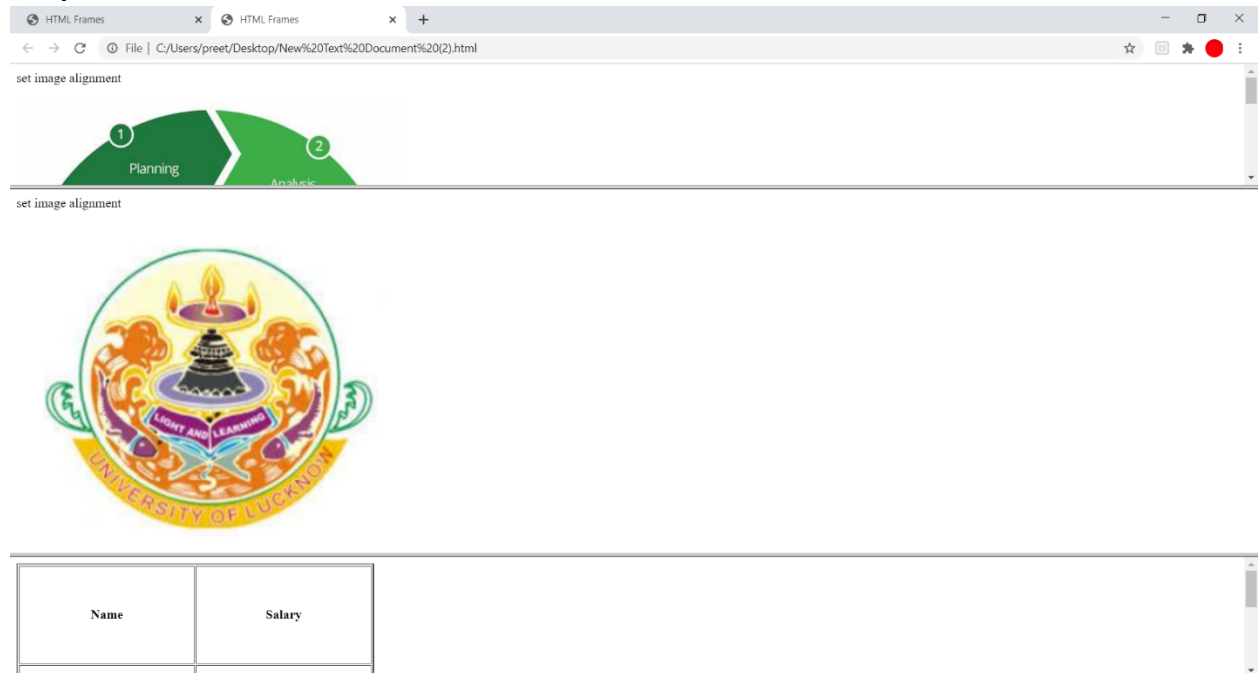 HTML Frames
HTML Frames
File | C:/Users/preet/Desktop/New%20Text%20Document%20(2).html
set image alignment
1
2
Planning
Analysis
set image alignment
LIGHT AND LEARNING
UNIVERSITY OF LUCKNOW
Name Salary